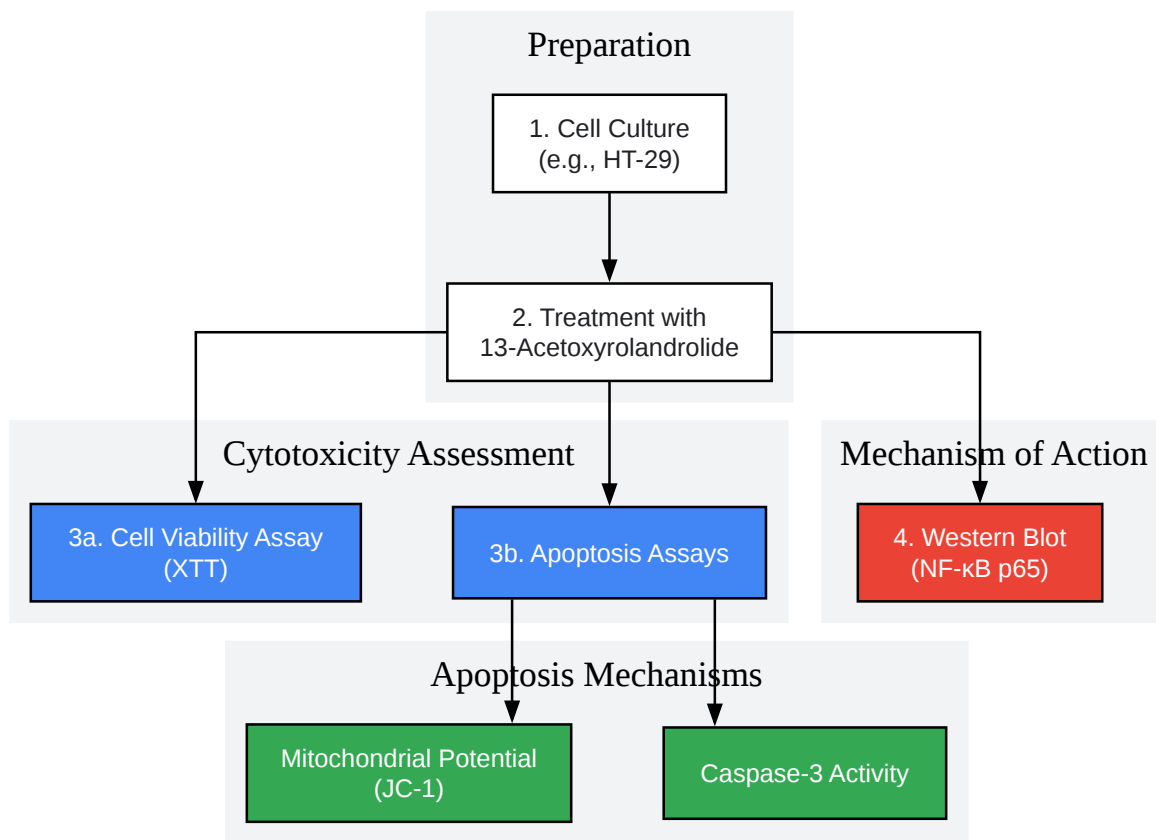 Preparation
1. Cell Culture
(e.g., HT-29)
2. Treatment with
13-Acetoxyrolandrolide
Cytotoxicity Assessment
Mechanism of Action
3a. Cell Viability Assay
(XTT)
3b. Apoptosis Assays
4. Western Blot
(NF-κB p65)
Apoptosis Mechanisms
Mitochondrial Potential
(JC-1)
Caspase-3 Activity